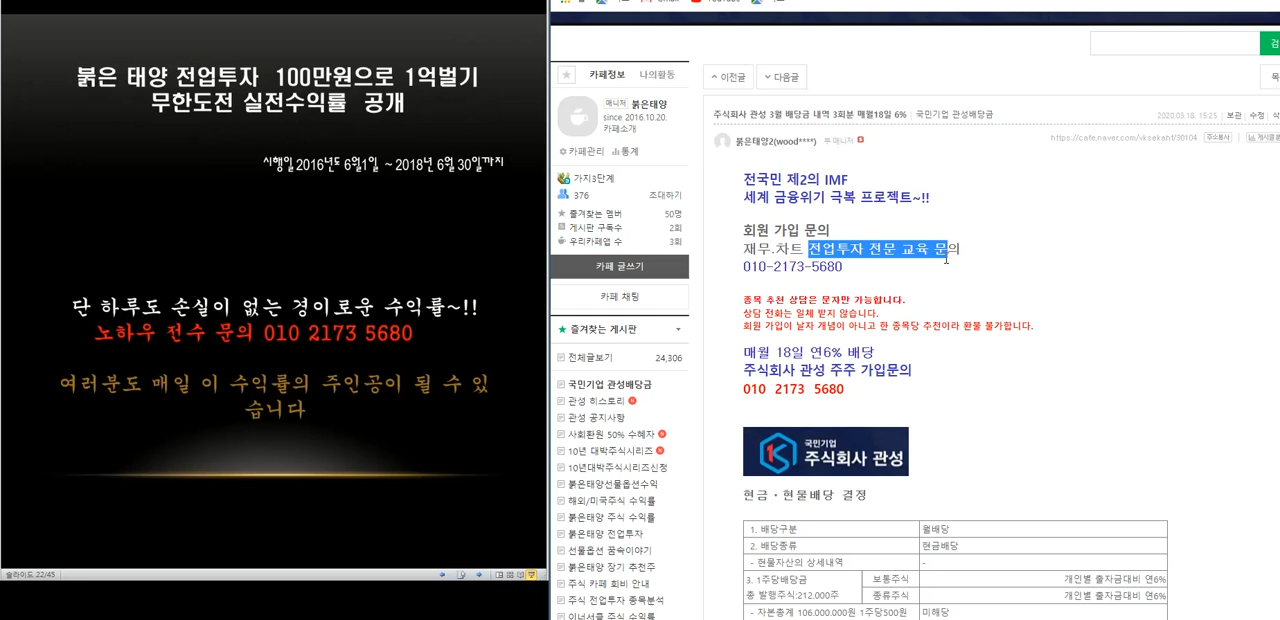 붉은 태양 전업투자 100만원으로 1억벌기
무한도전 실전수익률 공개
시행일2016년도 6월1일 ~ 2018년 6월 30일까지
단 하루도 손실이 없는 경이로운 수익률~!!
노하우 전수 문의 010 2173 5680
여러분도 매일 이 수익률의 주인공이 될 수 있
습니다
슬라이드 22/45
카페정보 나의활동
매니저 붉은태양
since 2016.10.20.
카페소개
카페관리 통계
가지3단계
376 초대하기
즐겨찾는 멤버 50명
게시판 구독수 2회
우리카페앱 수 3회
카페 글쓰기
카페 채팅
즐겨찾는 게시판
전체글보기 24,306
국민기업 관성배당금
관성 히스토리
관성 공지사항
사회환원 50% 수혜자
10년 대박주식시리즈
10년대박주식시리즈신청
붉은태양선물옵션수익
해외/미국주식 수익률
붉은태양 주식 수익률
붉은태양 전업투자
선물옵션 꿈속이야기
붉은태양 장기 추천주
주식 카페 회비 안내
주식 전업투자 종목분석
이너서클 주식 수익률
이전글 다음글
주식회사 관성 3월 배당금 내역 3회분 매월18일 6% | 국민기업 관성배당금
2020.03.18. 15:25 보관 수정
붉은태양2(wood****) 부매니저
https://cafe.naver.com/vksekahf/30104 주소복사
전국민 제2의 IMF
세계 금융위기 극복 프로젝트~!!
회원 가입 문의
재무.차트 전업투자 전문 교육 문의
010-2173-5680
종목 추천 상담은 문자만 가능합니다.
상담 전화는 일체 받지 않습니다.
회원 가입이 날자 개념이 아니고 한 종목당 추천이라 환불 불가합니다.
매월 18일 연6% 배당
주식회사 관성 주주 가입문의
010 2173 5680
국민기업
주식회사 관성
현금·현물배당 결정
1. 배당구분 월배당
2. 배당종류 현금배당
- 현물자산의 상세내역 -
3. 1주당배당금 보통주식 개인별 출자금대비 연6%
총 발행주식:212.000주 종류주식 개인별 출자금대비 연6%
- 자본총계 106.000.000원 1주당500원 미해당